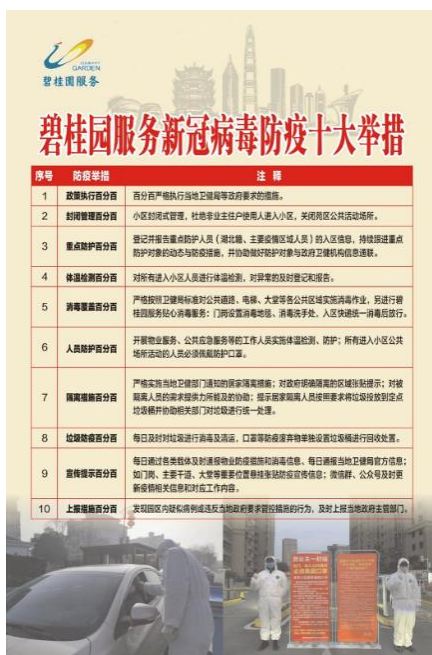 COUNTRY GARDEN
碧桂园服务
碧桂园服务新冠病毒防疫十大举措
序号 防疫举措 注 释
1 政策执行百分百 百分百严格执行当地卫健局等政府要求的措施。
2 封闭管理百分百 小区封闭式管理，杜绝非业主住户使用人进入小区，关闭苑区公共活动场所。
3 重点防护百分百 登记并报告重点防护人员（湖北籍、主要疫情区域人员）的入区信息，持续跟进重点
防护对象的动态与防疫措施，并协助做好防护对象与政府卫健机构信息通联。
4 体温检测百分百 对所有进入小区人员进行体温检测，对异常的及时登记和报告。
5 消毒覆盖百分百 严格按照卫健局标准对公共道路、电梯、大堂等各公共区域实施消毒作业，另进行碧
桂园服务贴心消毒服务：门岗设置消毒地毯、消毒洗手处，入区快递统一消毒后放行。
6 人员防护百分百 开展物业服务、公共应急服务等的工作人员实施体温检测、防护；所有进入小区公共
场所活动的人员必须佩戴防护口罩。
7 隔离措施百分百 严格实施当地卫健部门通知的居家隔离措施；对政府明确隔离的区域张贴提示；对被
隔离人员的需求提供力所能及的协助；提示居家隔离人员按照要求将垃圾投放到定点
垃圾桶并协助相关部门对垃圾进行统一处理。
8 垃圾防疫百分百 每日及时对垃圾进行消毒及清运，口罩等防疫废弃物单独设置垃圾桶进行回收处置。
9 宣传提示百分百 每日通过各类载体及时通报物业防疫措施和消毒信息、每日通报当地卫健局官方信息；
如门岗、主要干道、大堂等重要位置悬挂张贴防疫宣传信息；微信群、公众号及时更
新疫情相关信息和对应工作内容。
10 上报措施百分百 发现园区内疑似病例或违反当地政府要求管控措施的行为，及时上报当地政府主管部门。